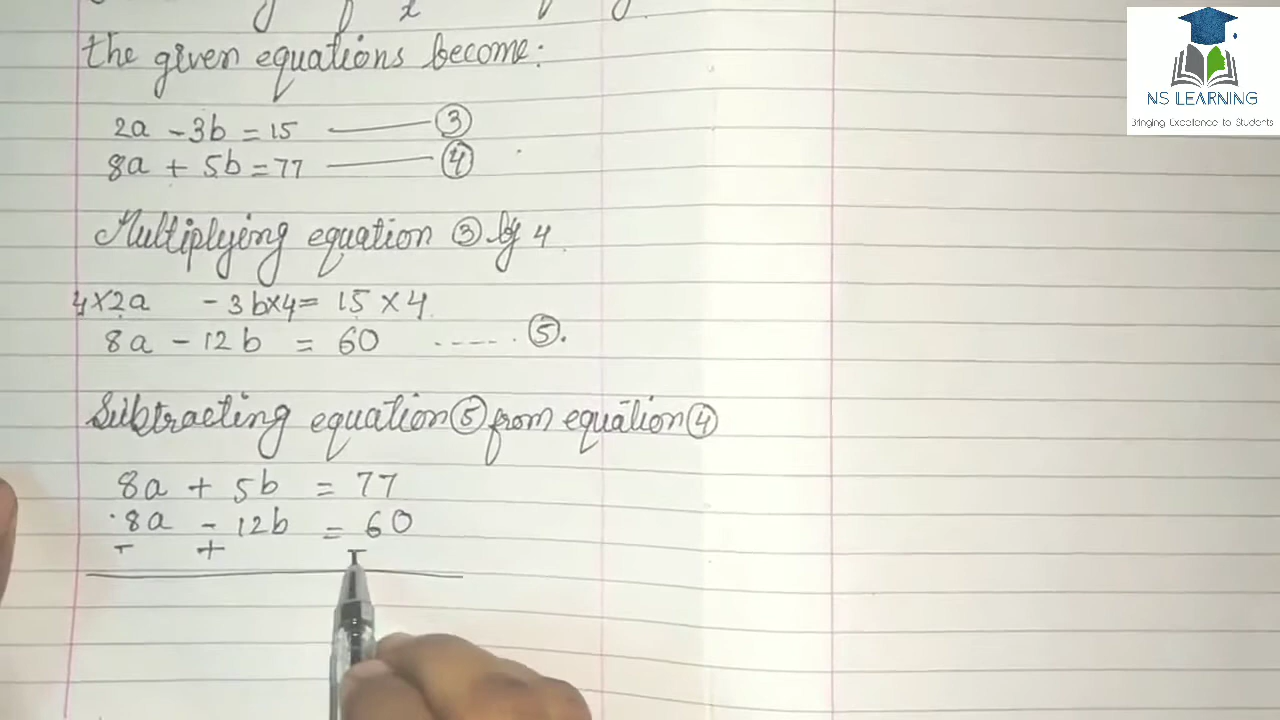 the given equations become:
2a - 3b = 15 ——— ③
8a + 5b = 77 ——— ④
Multiplying equation ③ by 4
4×2a - 3b×4 = 15 × 4
8a - 12b = 60 ...... ⑤.
Subtracting equation ⑤ from equation ④
8a + 5b = 77
8a - 12b = 60
- + -
NS LEARNING
Bringing Excellence to Students